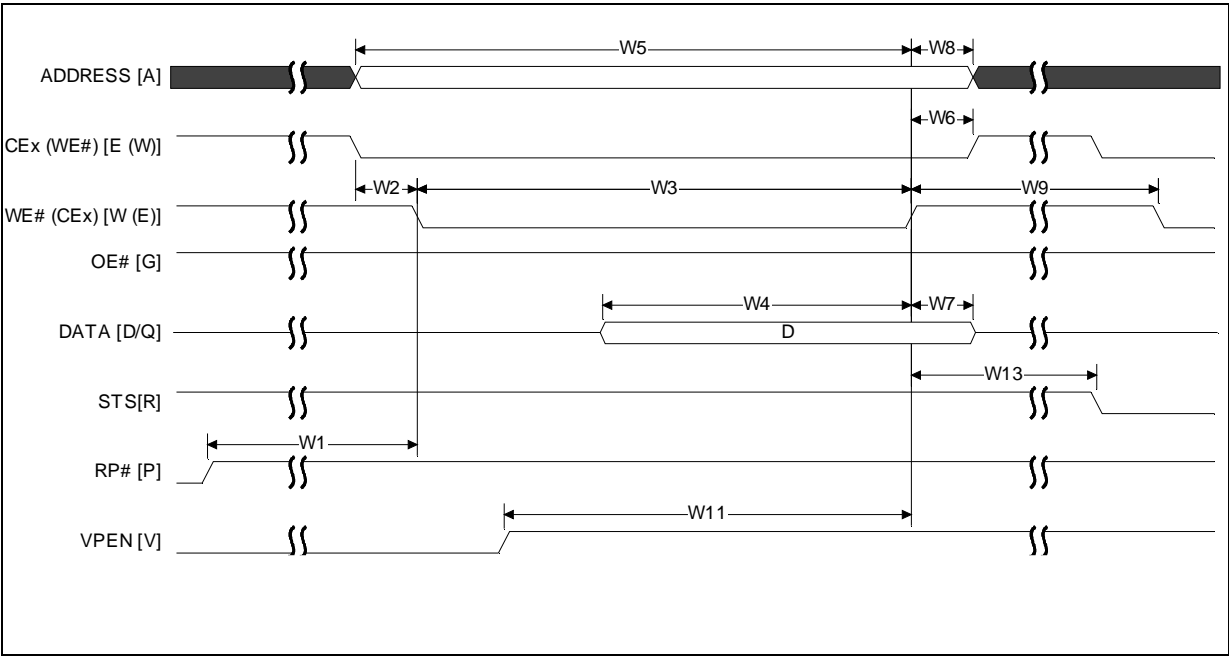 W5
W8
ADDRESS [A]
W6
CEx (WE#) [E (W)]
W2
W3
W9
WE# (CEx) [W (E)]
OE# [G]
W4
W7
DATA [D/Q]
D
W13
STS[R]
W1
RP# [P]
W11
VPEN [V]